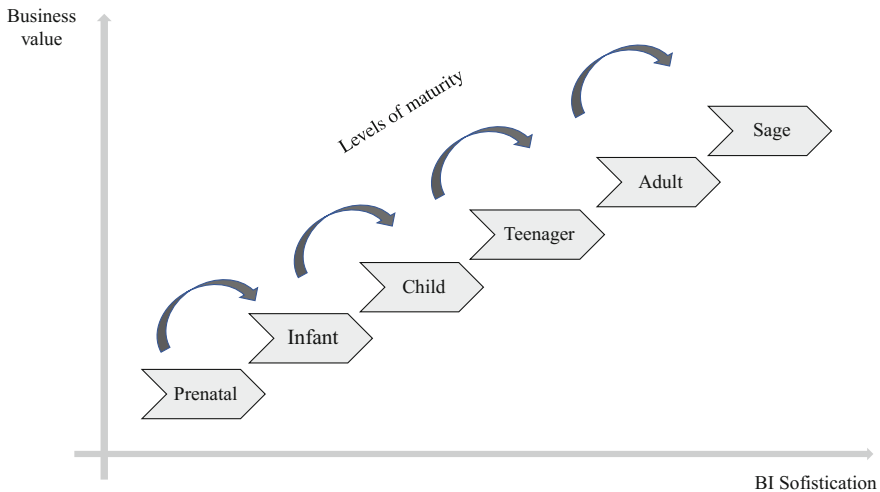 Business
value
Levels of maturity
Sage
Adult
Teenager
Child
Infant
Prenatal
BI Sofistication